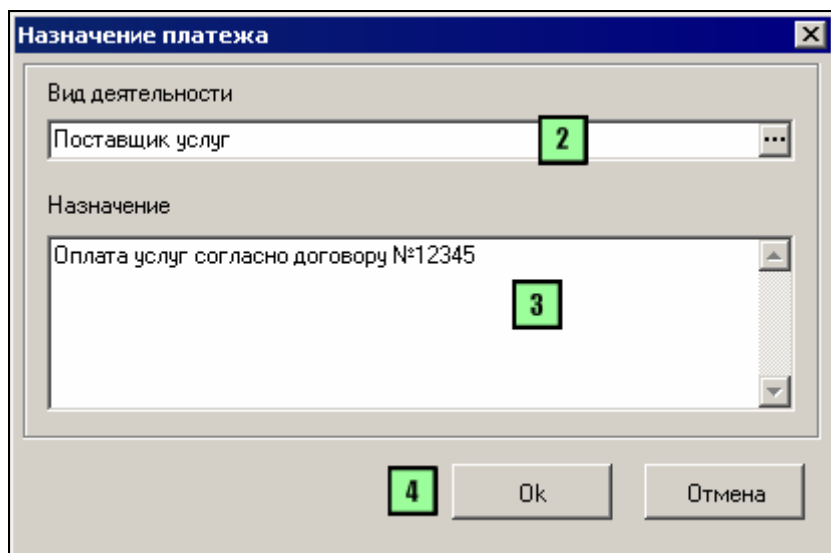 Назначение платежа
Вид деятельности
Поставщик услуг 2 ...
Назначение
Оплата услуг согласно договору №12345
3
4 Ok Отмена